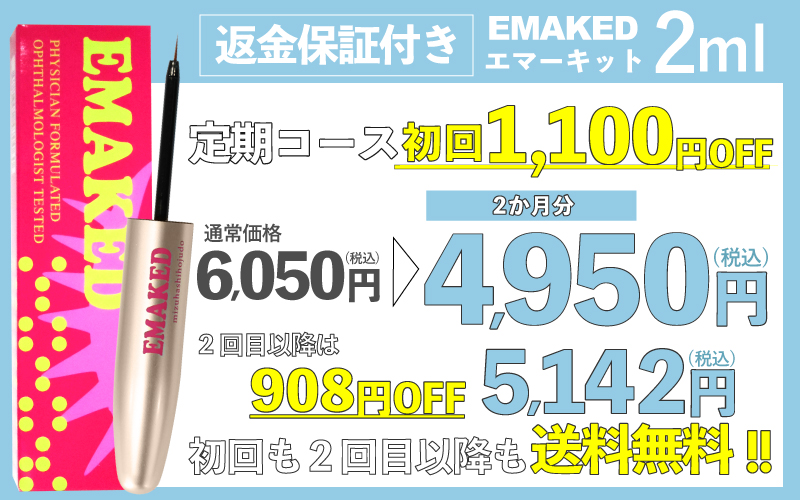 EMAKED
PHYSICIAN FORMULATED
OPHTHALMOLOGIST TESTED
EMAKED
mizuhashihojudo
返金保証付き
EMAKED
エマーキット
2ml
定期コース初回1,100円OFF
2か月分
通常価格
6,050円(税込)
4,950円(税込)
2回目以降は
908円OFF
5,142円(税込)
初回も2回目以降も送料無料!!